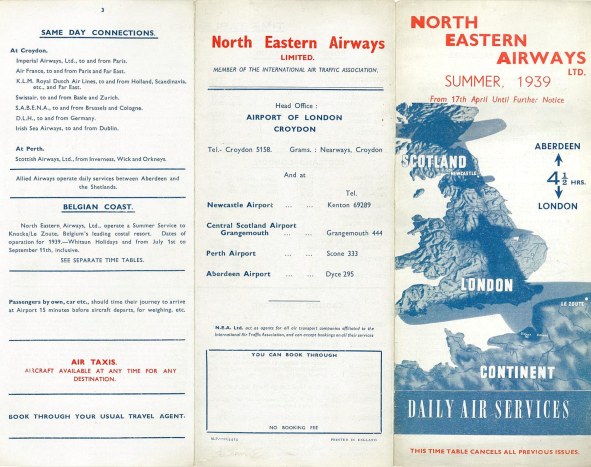 3
SAME DAY CONNECTIONS.
At Croydon.
Imperial Airways, Ltd., to and from Paris.
Air France, to and from Paris and Far East.
K.L.M. Royal Dutch Air Lines, to and from Holland, Scandinavia,
etc., and Far East.
Swissair, to and from Basle and Zurich.
S.A.B.E.N.A., to and from Brussels and Cologne.
D.L.H., to and from Germany.
Irish Sea Airways, to and from Dublin.
At Perth.
Scottish Airways, Ltd., from Inverness, Wick and Orkneys.
Allied Airways operate daily services between Aberdeen and
the Shetlands.
BELGIAN COAST.
North Eastern, Airways, Ltd., operate a Summer Service to
Knocke/Le Zoute, Belgium's leading coastal resort. Dates of
operation for 1939.—Whitsun Holidays and from July 1st to
September 11th, inclusive.
SEE SEPARATE TIME TABLES.
Passengers by own, car etc., should time their journey to arrive
at Airport 15 minutes before aircraft departs, for weighing, etc.
AIR TAXIS.
AIRCRAFT AVAILABLE AT ANY TIME FOR ANY
DESTINATION.
BOOK THROUGH YOUR USUAL TRAVEL AGENT.
North Eastern Airways
LIMITED.
MEMBER OF THE INTERNATIONAL AIR TRAFFIC ASSOCIATION.
Head Office :
AIRPORT OF LONDON
CROYDON
Tel.- Croydon 5158. Grams. : Nearways, Croydon
And at
Tel.
Newcastle Airport ... ... Kenton 69289
Central Scotland Airport
Grangemouth ... ... Grangemouth 444
Perth Airport ... ... Scone 333
Aberdeen Airport ... ... Dyce 295
N.E.A. Ltd. act as agents for all air transport companies affiliated to the
International Air Traffic Association, and can accept bookings on all their services
YOU CAN BOOK THROUGH
NO BOOKING FEE
PRINTED IN ENGLAND
NORTH
EASTERN
AIRWAYS
LTD.
SUMMER, 1939
From 17th April Until Further Notice
SCOTLAND
NEWCASTLE
ABERDEEN
4½ HRS.
LONDON
LONDON
LE ZOUTE
CONTINENT
DAILY AIR SERVICES
THIS TIME TABLE CANCELS ALL PREVIOUS ISSUES.